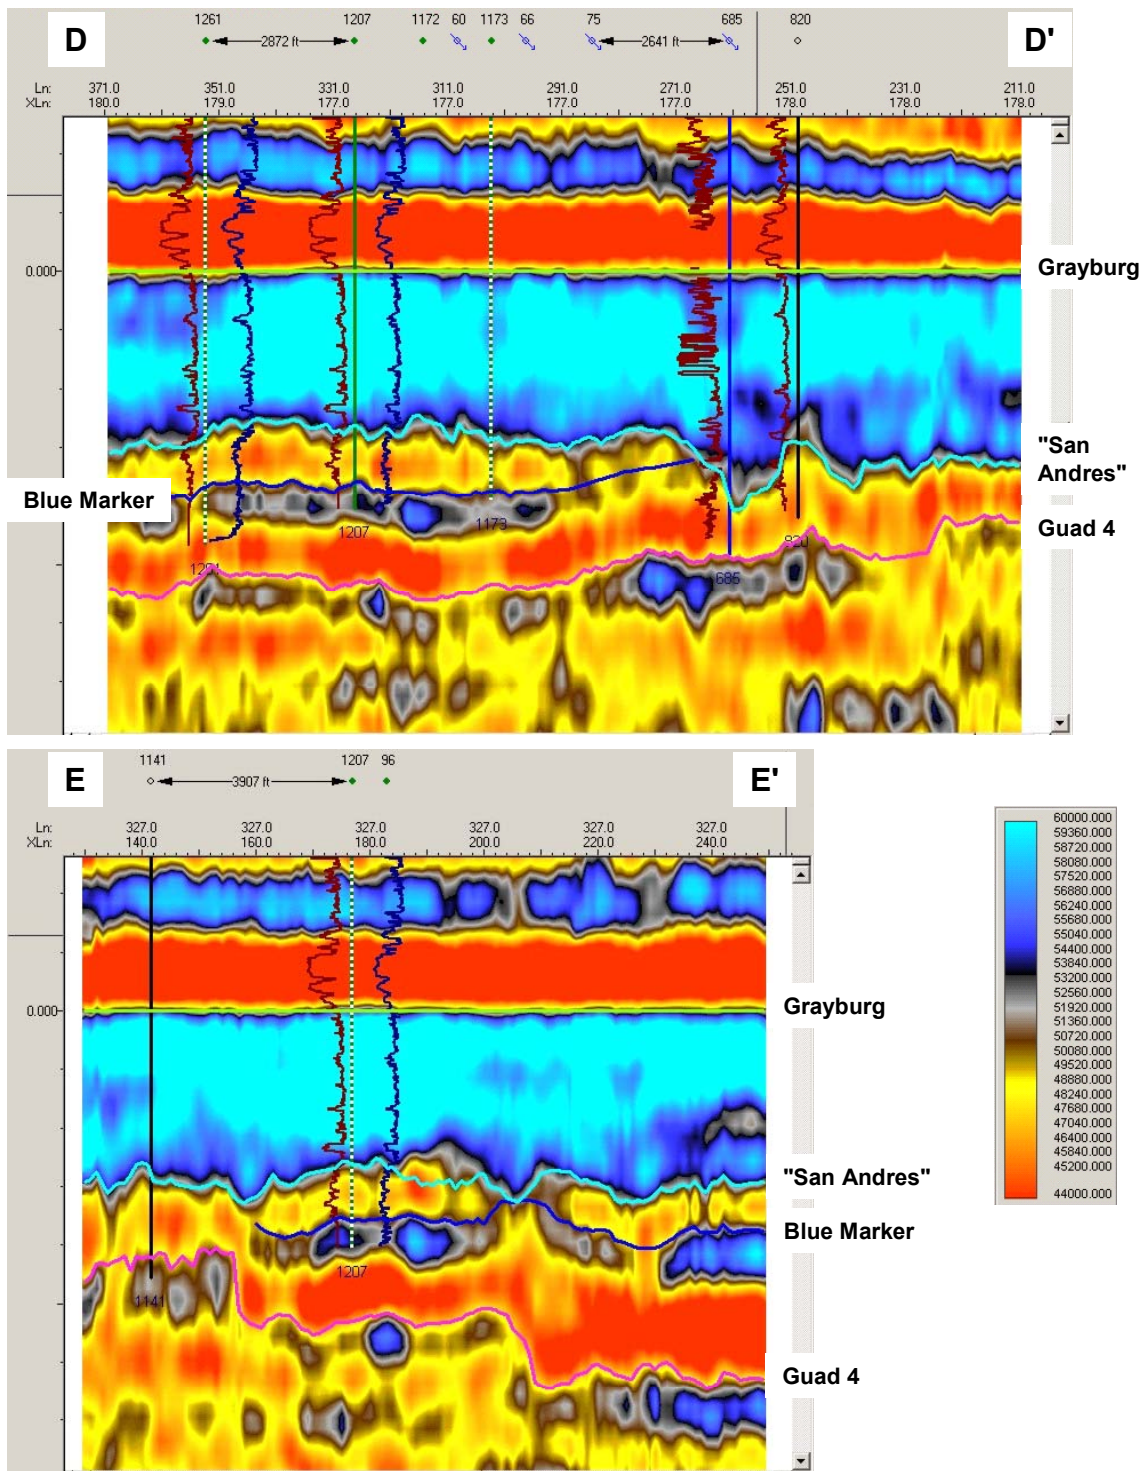 D
D'
1261 1207 1172 60 1173 66 75 685 820
2872 ft 2641 ft
Ln: 371.0 351.0 331.0 311.0 291.0 271.0 251.0 231.0 211.0
XLn: 180.0 179.0 177.0 177.0 177.0 177.0 178.0 178.0 178.0
0.000
Grayburg
"San
Andres"
Blue Marker
Guad 4
1207
1173
820
685
E
E'
1141 1207 96
3907 ft
Ln: 327.0 327.0 327.0 327.0 327.0 327.0
XLn: 140.0 160.0 180.0 200.0 220.0 240.0
0.000
Grayburg
"San Andres"
Blue Marker
1207
1141
Guad 4
60000.000
59360.000
58720.000
58080.000
57520.000
56880.000
56240.000
55680.000
55040.000
54400.000
53840.000
53200.000
52560.000
51920.000
51360.000
50720.000
50080.000
49520.000
48880.000
48240.000
47680.000
47040.000
46400.000
45840.000
45200.000
44000.000